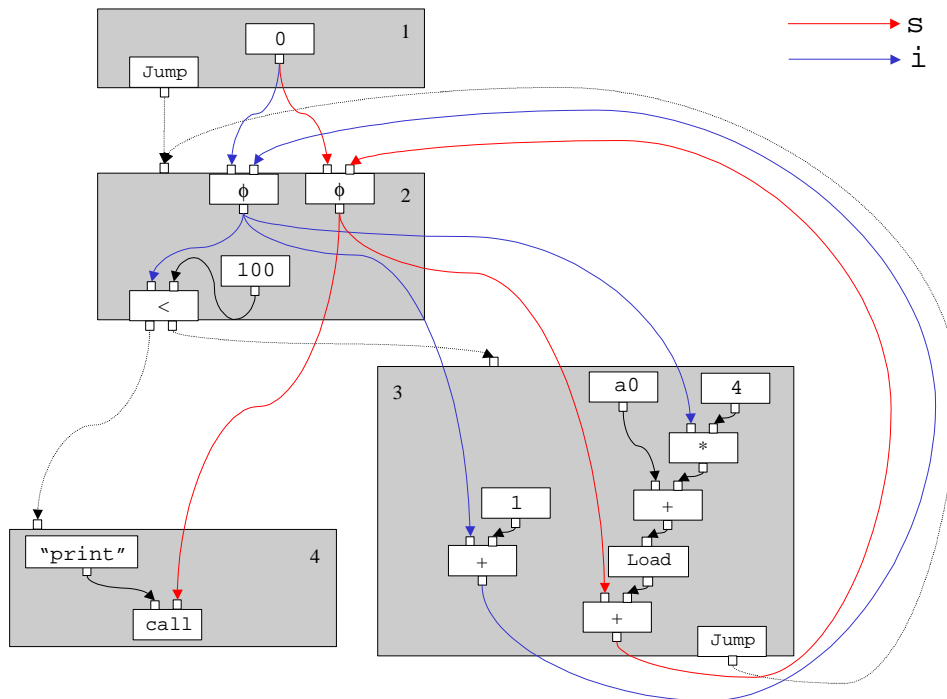 1
0
s
i
Jump
ϕ
ϕ
2
100
<
3
a0
4
*
1
+
"print"
4
+
Load
call
+
Jump